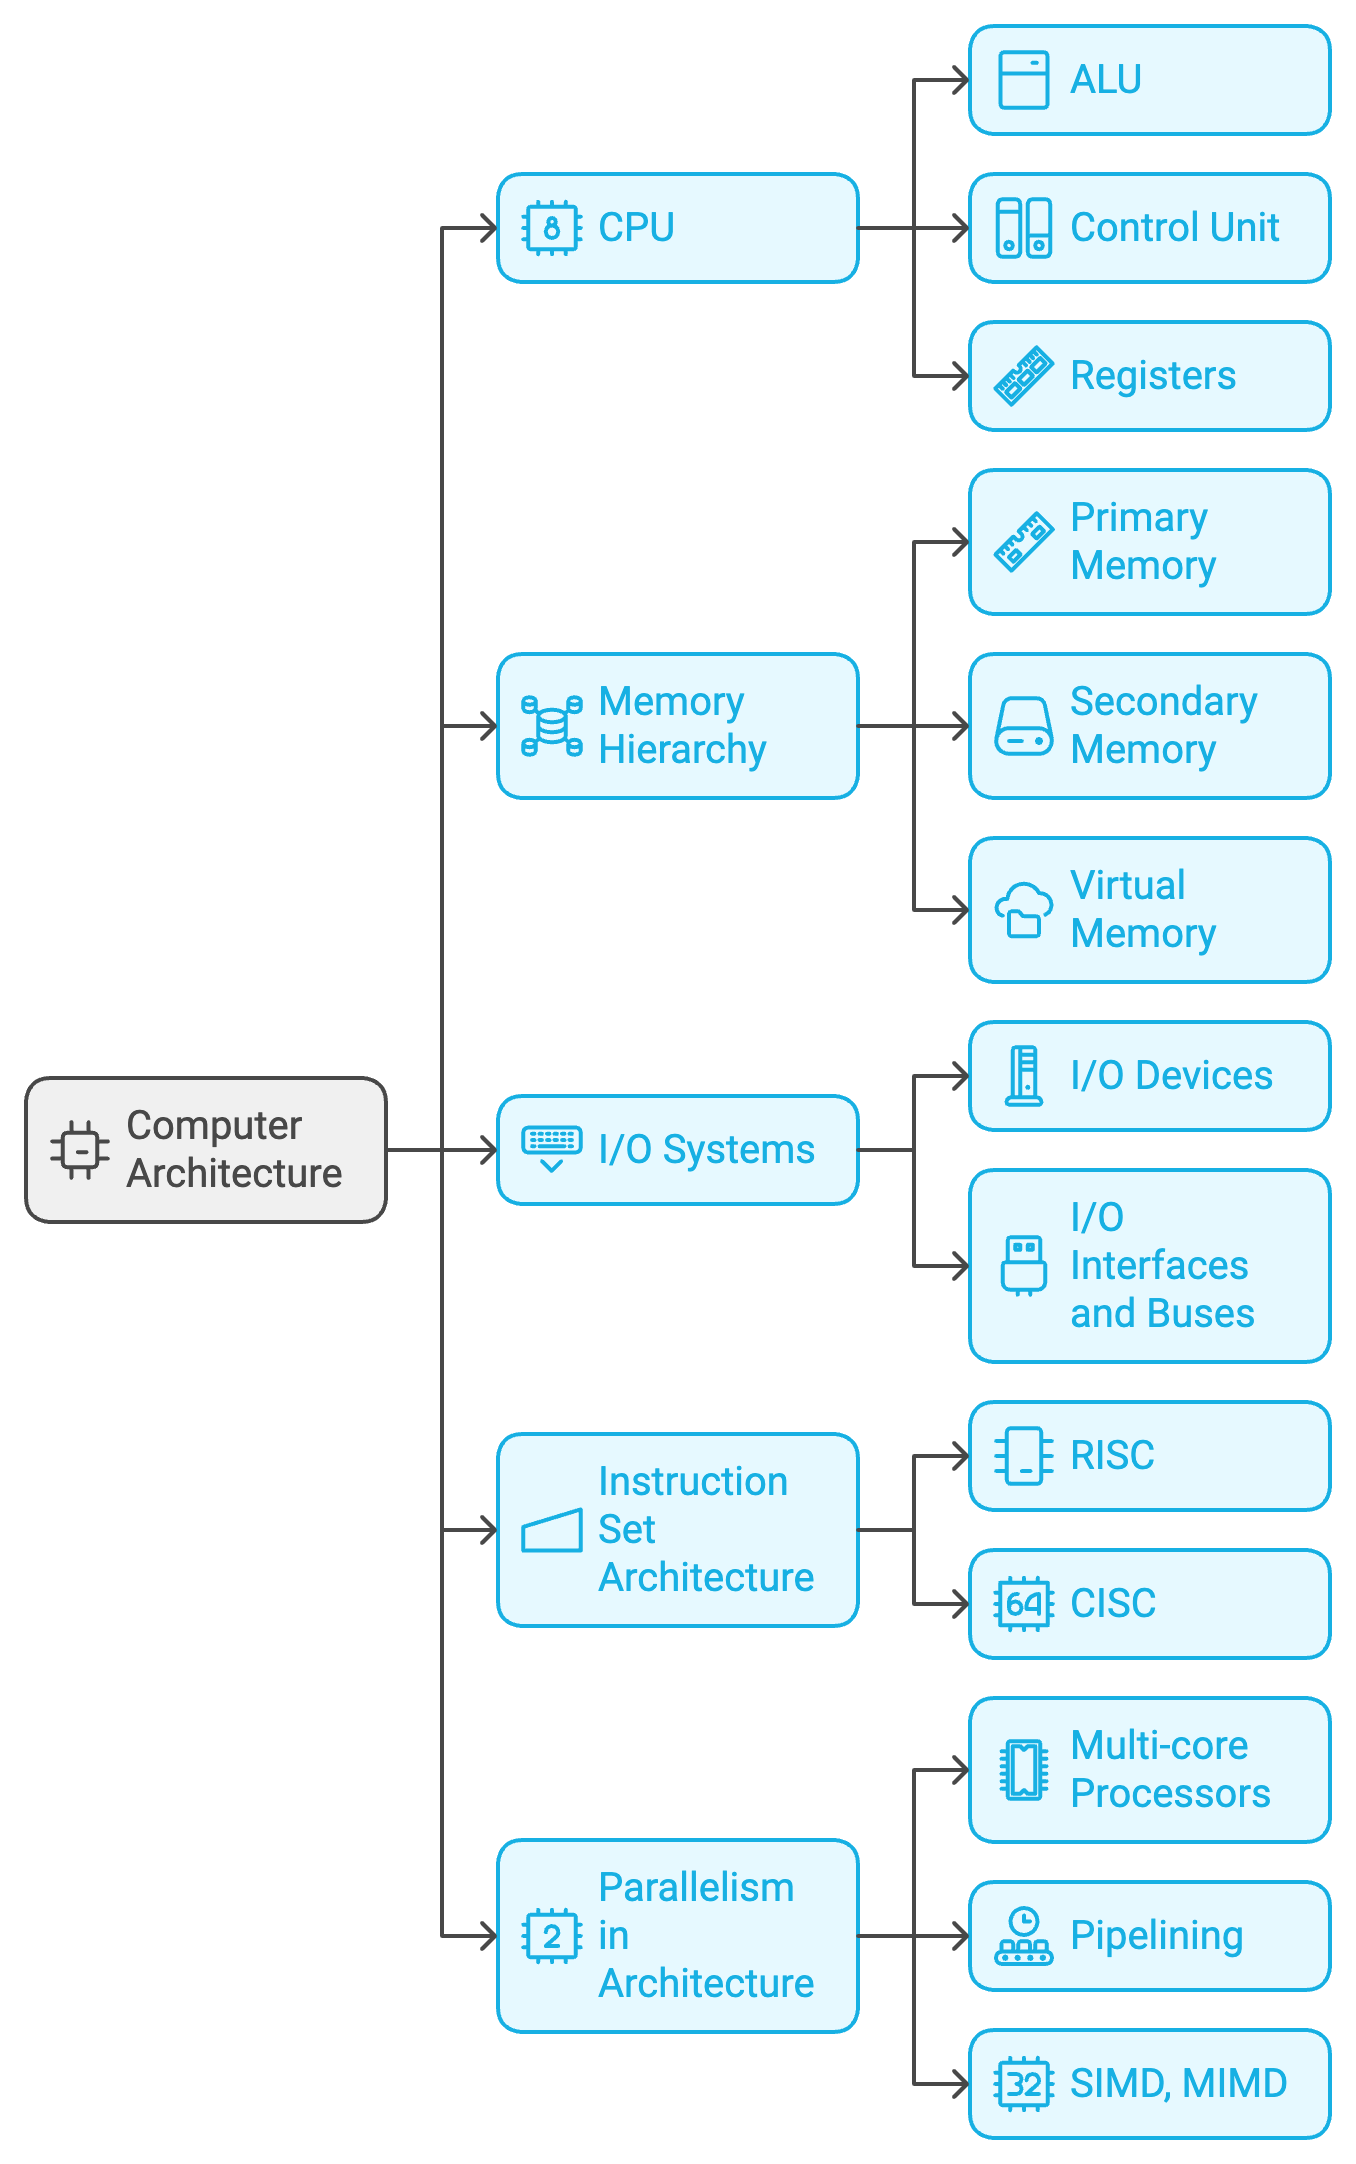 ALU
8
CPU
Control Unit
Registers
Primary
Memory
Memory
Hierarchy
Secondary
Memory
Virtual
Memory
I/O Devices
Computer
Architecture
I/O Systems
I/O
Interfaces
and Buses
RISC
Instruction
Set
Architecture
64
CISC
Multi-core
Processors
Parallelism
in
Architecture
2
Pipelining
32
SIMD, MIMD